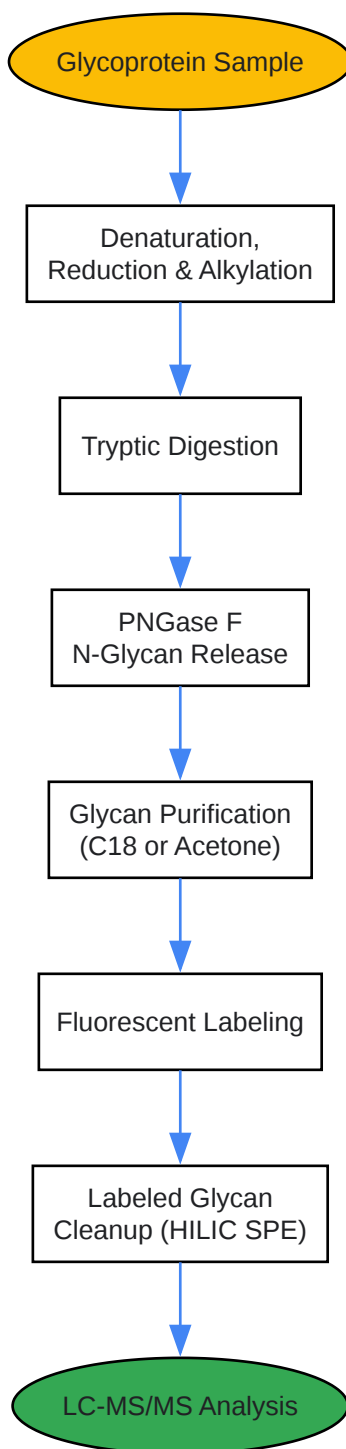 Glycoprotein Sample
Denaturation,
Reduction & Alkylation
Tryptic Digestion
PNGase F
N-Glycan Release
Glycan Purification
(C18 or Acetone)
Fluorescent Labeling
Labeled Glycan
Cleanup (HILIC SPE)
LC-MS/MS Analysis